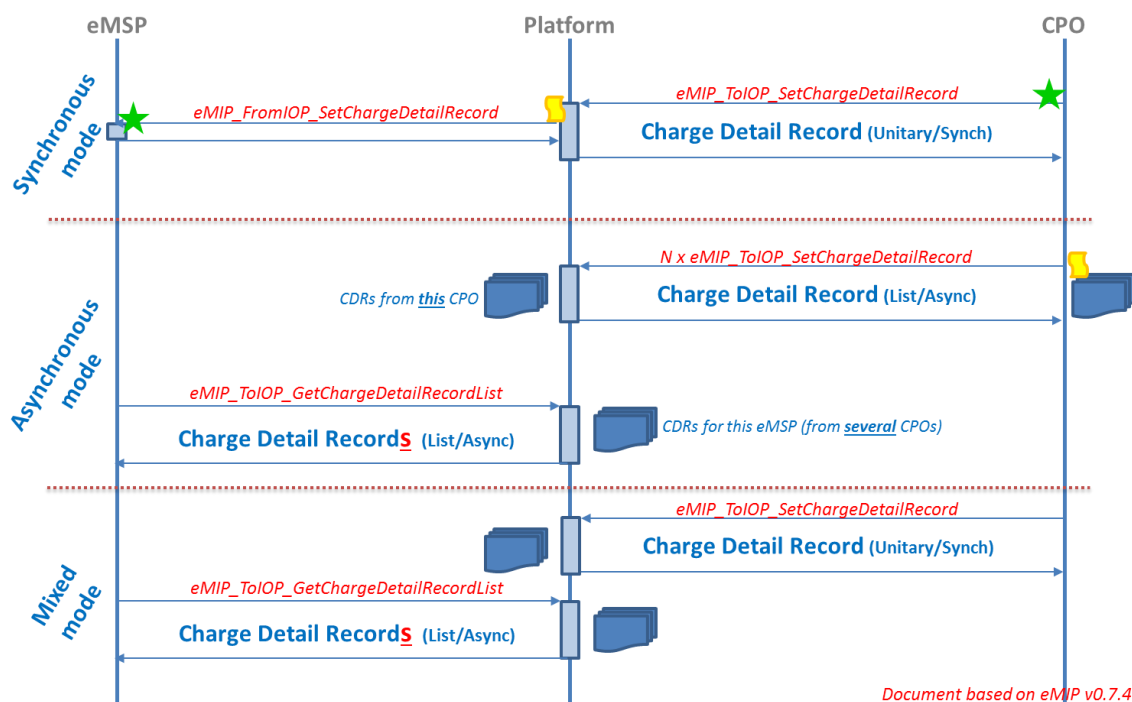 eMSP
Platform
CPO
Synchronous
mode
eMIP_ToIOP_SetChargeDetailRecord
eMIP_FromIOP_SetChargeDetailRecord
Charge Detail Record (Unitary/Synch)
Asynchronous
mode
N x eMIP_ToIOP_SetChargeDetailRecord
CDRs from this CPO
Charge Detail Record (List/Async)
eMIP_ToIOP_GetChargeDetailRecordList
CDRs for this eMSP (from several CPOs)
Charge Detail Records (List/Async)
Mixed
mode
eMIP_ToIOP_SetChargeDetailRecord
Charge Detail Record (Unitary/Synch)
eMIP_ToIOP_GetChargeDetailRecordList
Charge Detail Records (List/Async)
Document based on eMIP v0.7.4